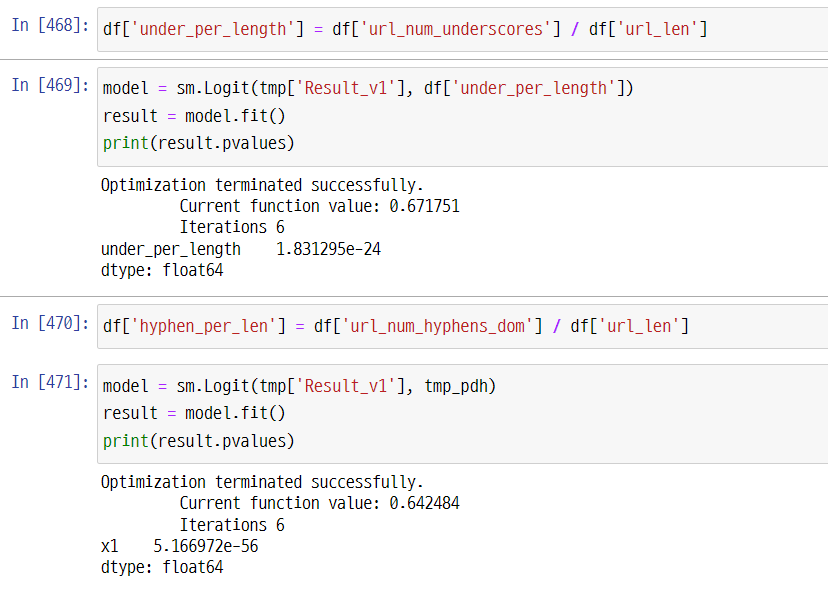 In [468]: df['under_per_length'] = df['url_num_underscores'] / df['url_len']
In [469]: model = sm.Logit(tmp['Result_v1'], df['under_per_length'])
result = model.fit()
print(result.pvalues)
Optimization terminated successfully.
Current function value: 0.671751
Iterations 6
under_per_length 1.831295e-24
dtype: float64
In [470]: df['hyphen_per_len'] = df['url_num_hyphens_dom'] / df['url_len']
In [471]: model = sm.Logit(tmp['Result_v1'], tmp_pdh)
result = model.fit()
print(result.pvalues)
Optimization terminated successfully.
Current function value: 0.642484
Iterations 6
x1 5.166972e-56
dtype: float64